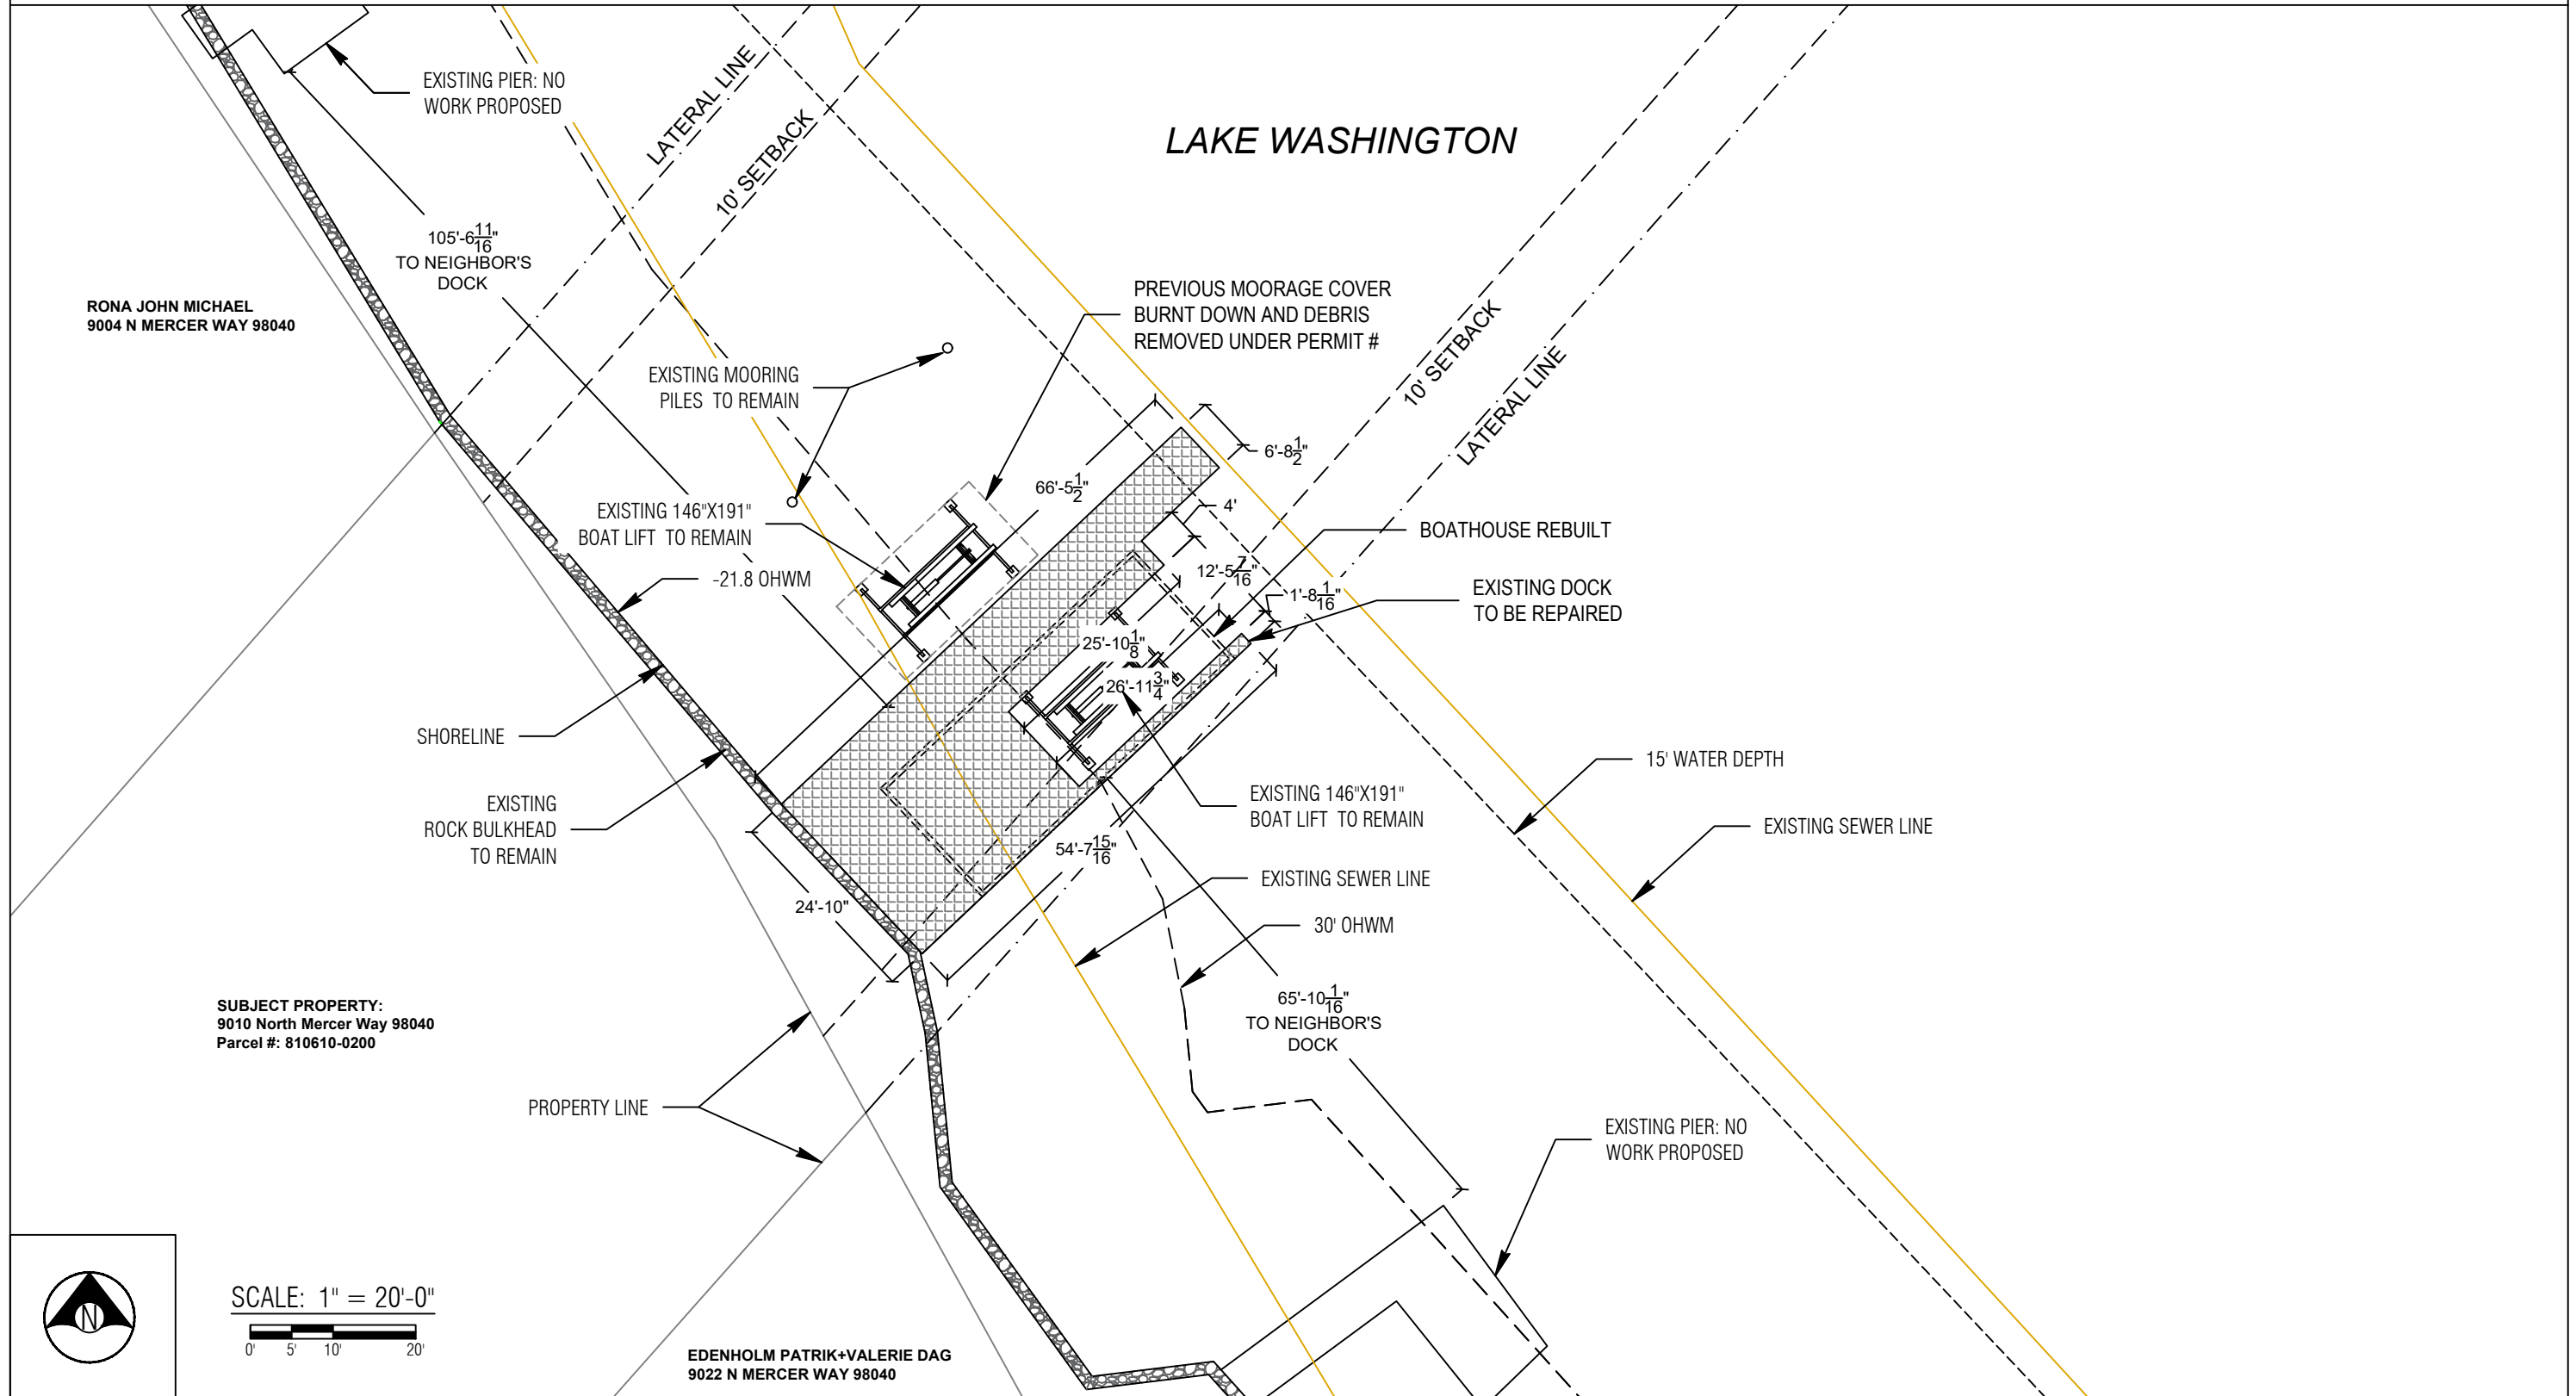 EXISTING PIER: NO
WORK PROPOSED
LATERAL LINE
10' SETBACK
LAKE WASHINGTON
105'-6 11/16"
TO NEIGHBOR'S
DOCK
RONA JOHN MICHAEL
9004 N MERCER WAY 98040
PREVIOUS MOORAGE COVER
BURNT DOWN AND DEBRIS
REMOVED UNDER PERMIT #
EXISTING MOORING
PILES TO REMAIN
10' SETBACK
LATERAL LINE
6'-8 1/2"
66'-5 1/2"
4'
EXISTING 146"X191"
BOAT LIFT TO REMAIN
BOATHOUSE REBUILT
-21.8 OHWM
12'-5 7/16"
1'-8 1/16"
EXISTING DOCK
TO BE REPAIRED
25'-10 1/8"
26'-11 3/4"
SHORELINE
15' WATER DEPTH
EXISTING
ROCK BULKHEAD
TO REMAIN
EXISTING 146"X191"
BOAT LIFT TO REMAIN
EXISTING SEWER LINE
54'-7 15/16"
EXISTING SEWER LINE
24'-10"
30' OHWM
SUBJECT PROPERTY:
9010 North Mercer Way 98040
Parcel #: 810610-0200
65'-10 1/16"
TO NEIGHBOR'S
DOCK
PROPERTY LINE
EXISTING PIER: NO
WORK PROPOSED
N
SCALE: 1" = 20'-0"
0' 5' 10' 20'
EDENHOLM PATRIK+VALERIE DAG
9022 N MERCER WAY 98040